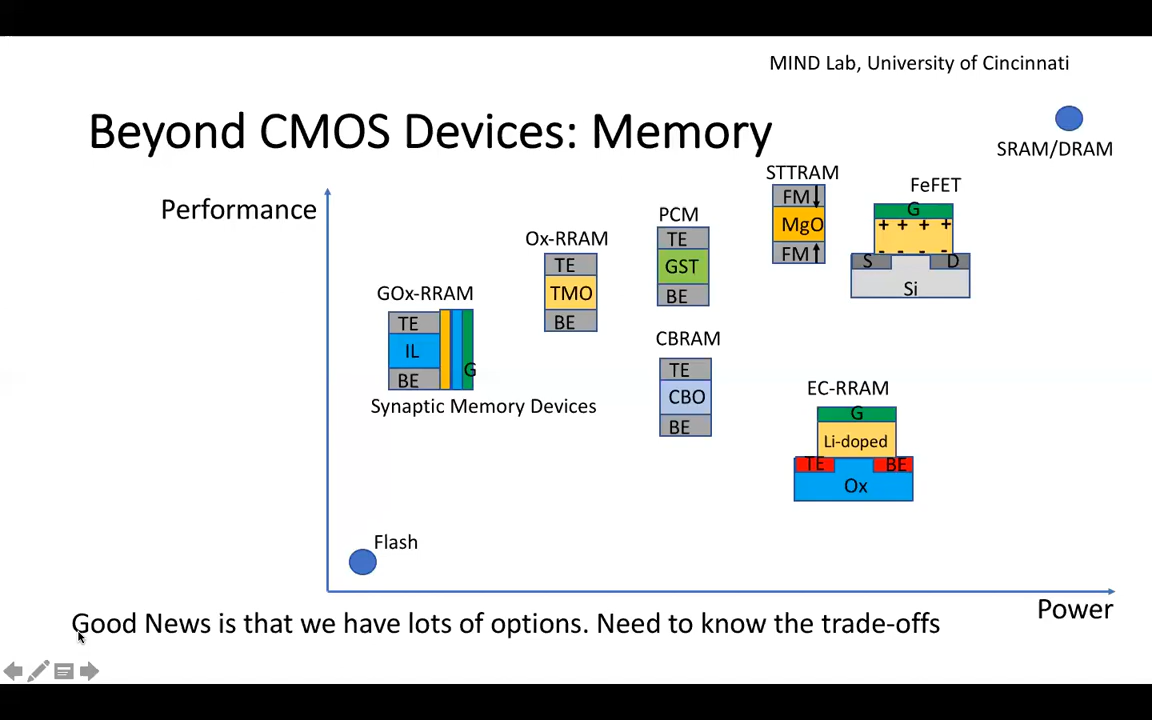 MIND Lab, University of Cincinnati
Beyond CMOS Devices: Memory
SRAM/DRAM
Performance
STTRAM
FM
MgO
FM
FeFET
G
+ + + +
- - - -
S D
Si
PCM
TE
GST
BE
Ox-RRAM
TE
TMO
BE
GOx-RRAM
TE
IL
BE
G
Synaptic Memory Devices
CBRAM
TE
CBO
BE
EC-RRAM
G
Li-doped
TE BE
Ox
Flash
Power
Good News is that we have lots of options. Need to know the trade-offs